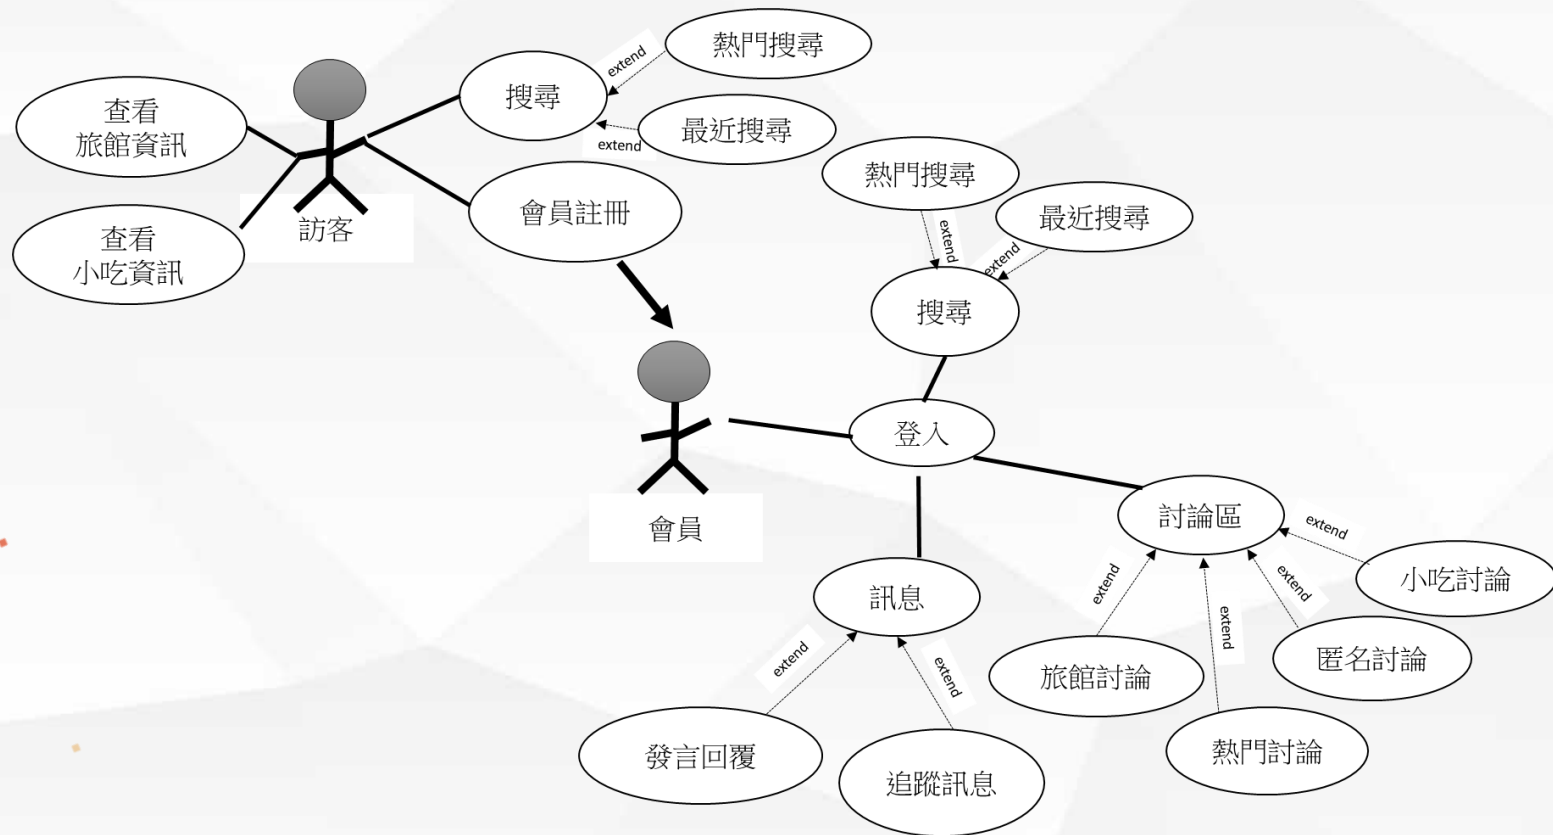 熱門搜尋
extend
搜尋
最近搜尋
extend
查看
旅館資訊
訪客
會員註冊
查看
小吃資訊
熱門搜尋
extend
最近搜尋
extend
搜尋
登入
會員
討論區
extend
小吃討論
extend
extend
extend
匿名討論
旅館討論
熱門討論
訊息
extend
extend
發言回覆
追蹤訊息